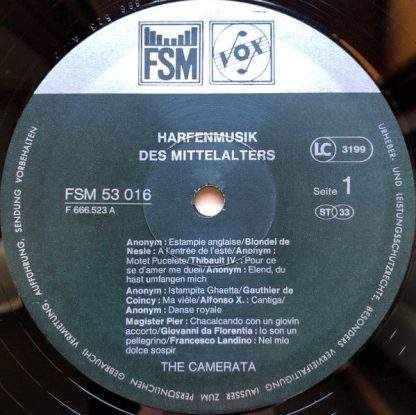 FSM
VOX
HARFENMUSIK
DES MITTELALTERS
LC 3199
FSM 53 016
F 666.523 A
Seite 1
ST 33
Anonym : Estampie anglaise/Blondel de
Nesle : A l'entrée de l'esté/Anonym :
Motet Pucelete/Thibault IV. : Pour ce
se d'amer me dueil/Anonym : Elend, du
hast umfangen mich
Anonym : Istampita Ghaetta/Gauthier de
Coincy : Ma vièle/Alfonso X. : Cantiga/
Anonym : Danse royale
Magister Pier : Chacalcando con un giovin
accorto/Giovanni da Florentia : Io son un
pellegrino/Francesco Landino : Nel mio
dolce sospir
THE CAMERATA
URHEBER- UND LEISTUNGSSCHUTZRECHTE, BESONDERS VERVIELFÄLTIGUNG (AUSSER ZUM PERSÖNLICHEN GEBRAUCH) VERMIETUNG, AUFFÜHRUNG, SENDUNG VORBEHALTEN